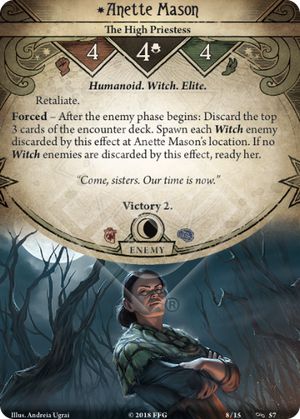 Anette Mason
The High Priestess
4 4 4
Humanoid. Witch. Elite.
Retaliate.
Forced – After the enemy phase begins: Discard the top
3 cards of the encounter deck. Spawn each Witch enemy
discarded by this effect at Anette Mason's location. If no
Witch enemies are discarded by this effect, ready her.
"Come, sisters. Our time is now."
Victory 2.
ENEMY
Illus. Andreia Ugrai © 2018 FFG 8/15 57